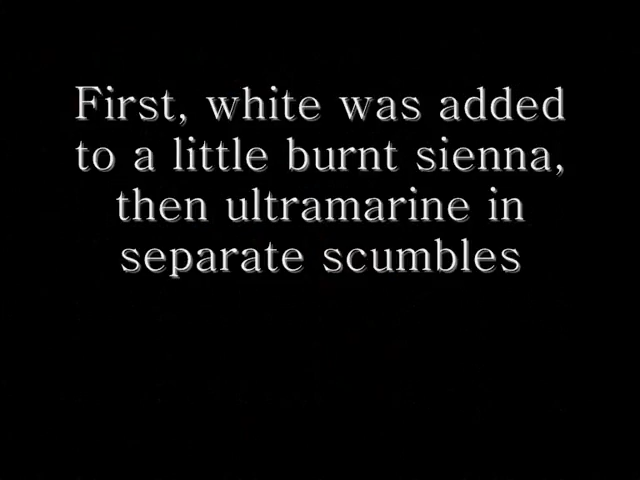 First, white was added
to a little burnt sienna,
then ultramarine in
separate scumbles